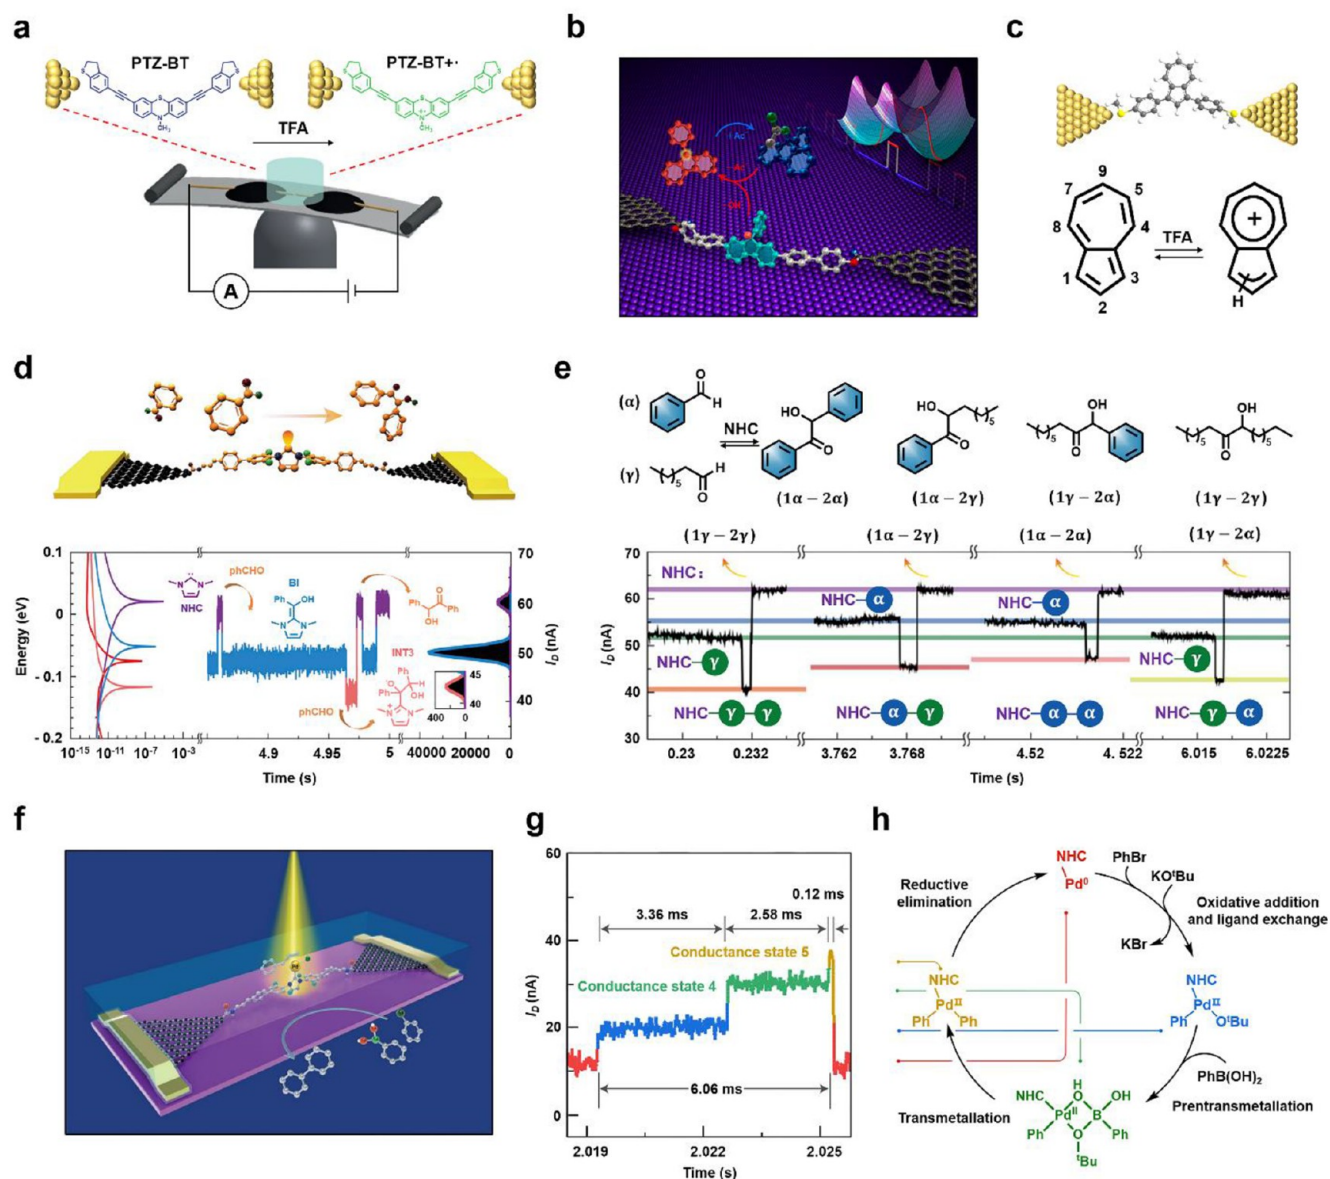 a
PTZ-BT
PTZ-BT+·
S
S
S
N
CH₃
S
S
S
N
CH₃
TFA
A
b
c
9
7
5
8
4
1
3
2
TFA
+
H
d
0.1
0
- 0.1
- 0.2
Energy (eV)
phCHO
NHC
BI
Ph
OH
Ph
O
Ph
OH
INT3
Ph
H
O
Ph
OH
phCHO
70
60
50
40
I_D (nA)
45
40
400
0
10⁻¹⁵ 10⁻¹¹ 10⁻⁷ 10⁻³
4.9 4.95 5
40000 20000 0
Time (s)
e
(α)
O
H
NHC
(γ)
O
H
HO
O
(1α − 2α)
HO
O
(1α − 2γ)
OH
O
(1γ − 2α)
OH
O
(1γ − 2γ)
(1γ − 2γ) (1α − 2γ) (1α − 2α) (1γ − 2α)
70
60
50
40
30
I_D (nA)
NHC:
NHC α
NHC α
NHC γ
NHC γ
NHC γ γ
NHC α γ
NHC α α
NHC γ α
0.23 0.232 3.762 3.768 4.52 4. 522 6.015 6.0225
Time (s)
f
g
60
40
20
0
I_D (nA)
0.12 ms
3.36 ms 2.58 ms
Conductance state 5
Conductance state 4
6.06 ms
2.019 2.022 2.025
Time (s)
h
NHC
Pd⁰
PhBr
KOᵗBu
Reductive
elimination
Oxidative addition
and ligand exchange
KBr
NHC
Pdᴵᴵ
Ph Ph
NHC
Pdᴵᴵ
Ph OᵗBu
PhB(OH)₂
Prentransmetallation
Transmetallation
NHC H OH
Pdᴵᴵ O B
Ph O Ph
ᵗBu